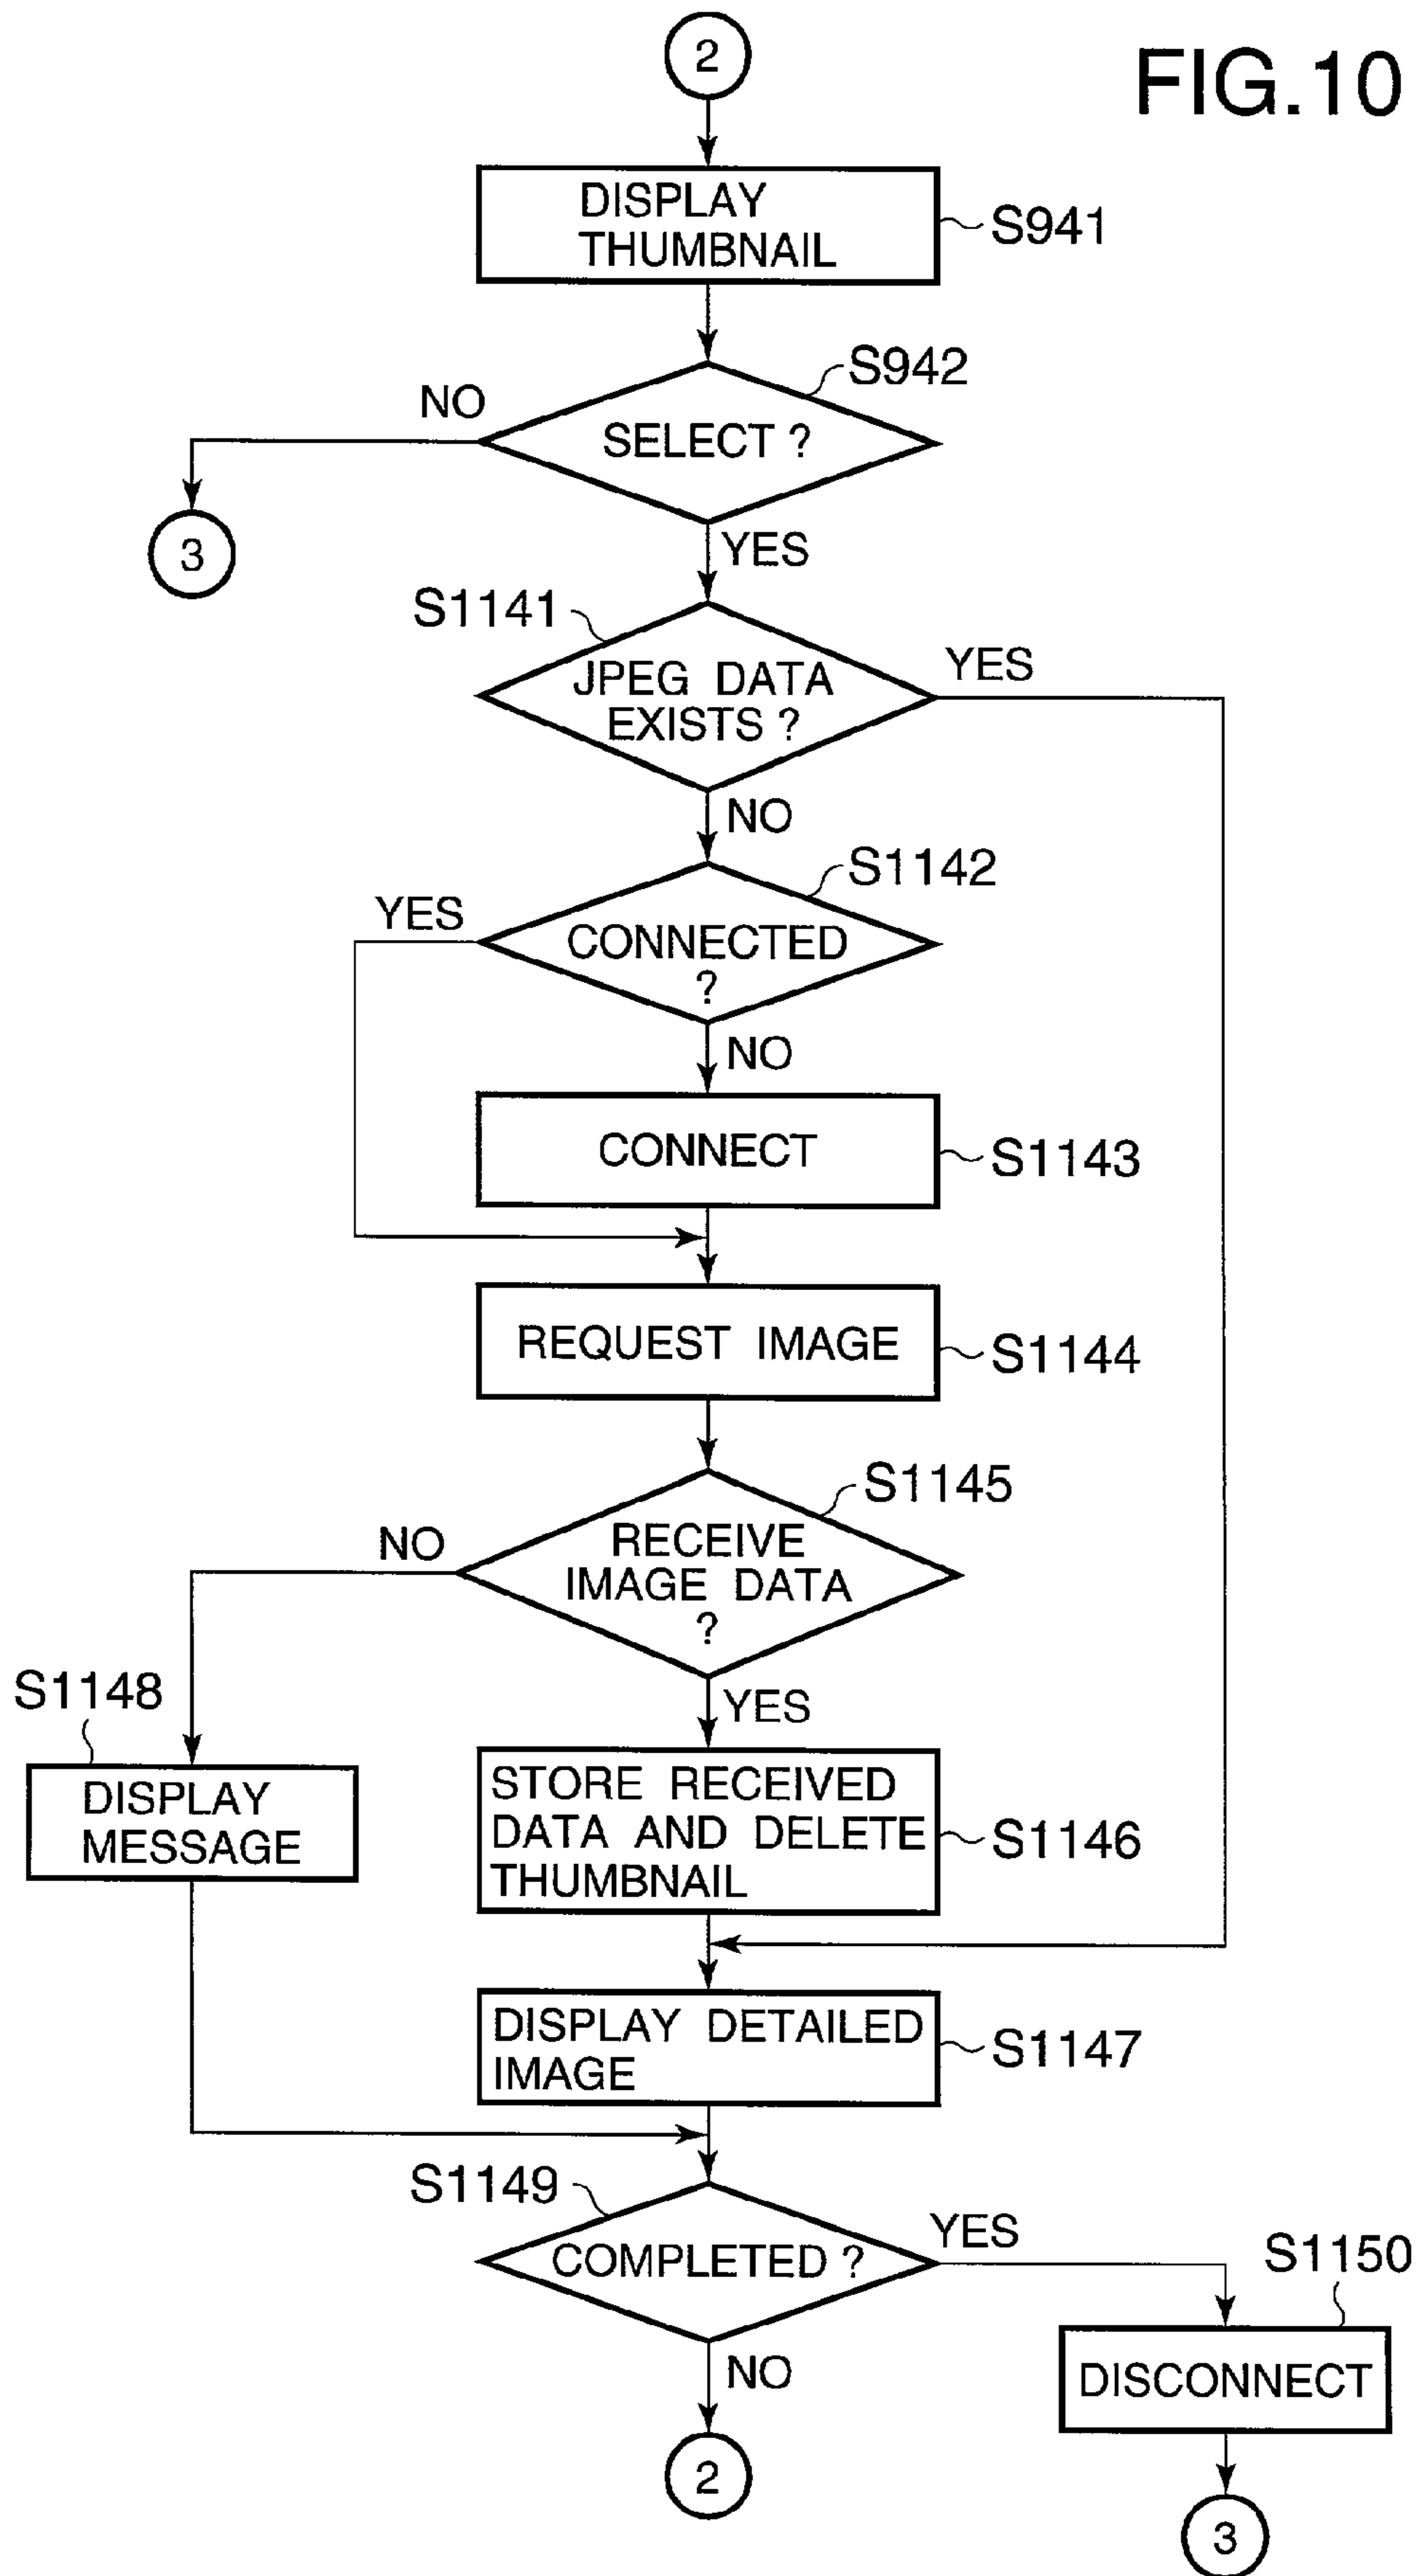 FIG.10
2
DISPLAY
THUMBNAIL
S941
S942
NO
SELECT ?
3
YES
S1141
JPEG DATA
EXISTS ?
YES
NO
S1142
YES
CONNECTED
?
NO
CONNECT
S1143
REQUEST IMAGE
S1144
S1145
NO
RECEIVE
IMAGE DATA
?
S1148
YES
DISPLAY
MESSAGE
STORE RECEIVED
DATA AND DELETE
THUMBNAIL
S1146
DISPLAY DETAILED
IMAGE
S1147
S1149
COMPLETED ?
YES
S1150
NO
DISCONNECT
2
3